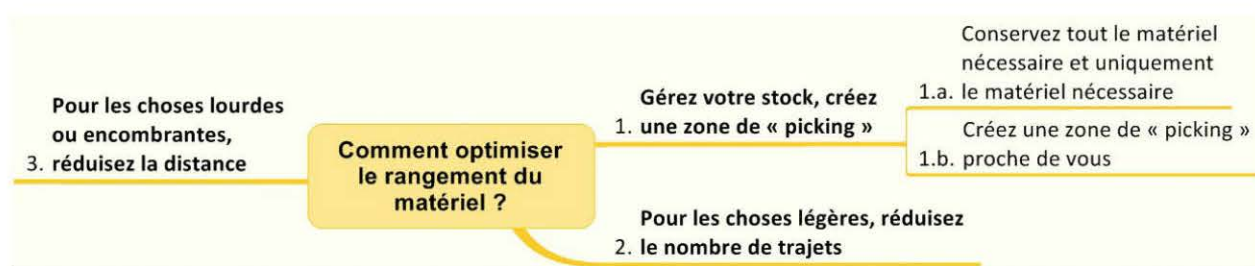 Comment optimiser
le rangement du
matériel ?
1. Gérez votre stock, créez
une zone de « picking »
1.a. Conservez tout le matériel
nécessaire et uniquement
le matériel nécessaire
1.b. Créez une zone de « picking »
proche de vous
2. Pour les choses légères, réduisez
le nombre de trajets
3. Pour les choses lourdes
ou encombrantes,
réduisez la distance